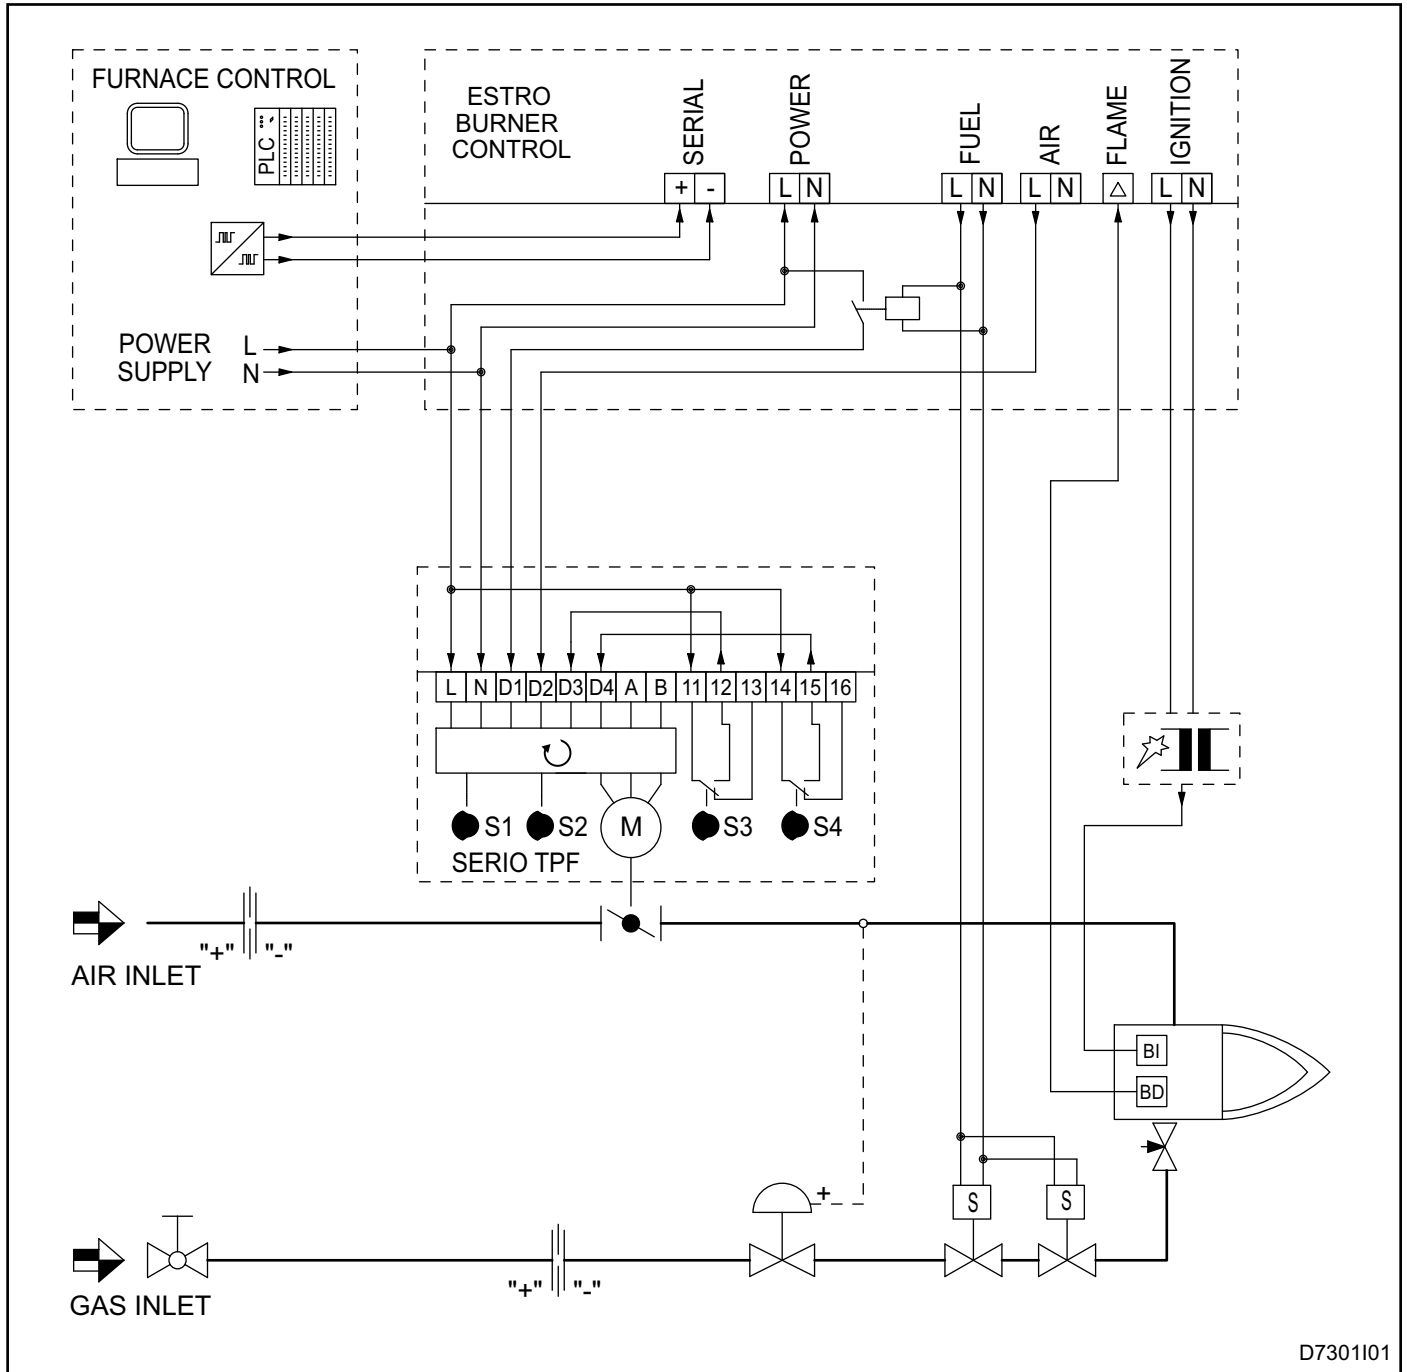 FURNACE CONTROL
PLC
POWER L
SUPPLY N
ESTRO
BURNER
CONTROL
SERIAL
POWER
FUEL
AIR
FLAME
IGNITION
+ - L N L N L N △ L N
L N D1 D2 D3 D4 A B 11 12 13 14 15 16
S1 S2 M S3 S4
SERIO TPF
"+" "-"
AIR INLET
BI
BD
+
S S
"+" "-"
GAS INLET
D7301I01